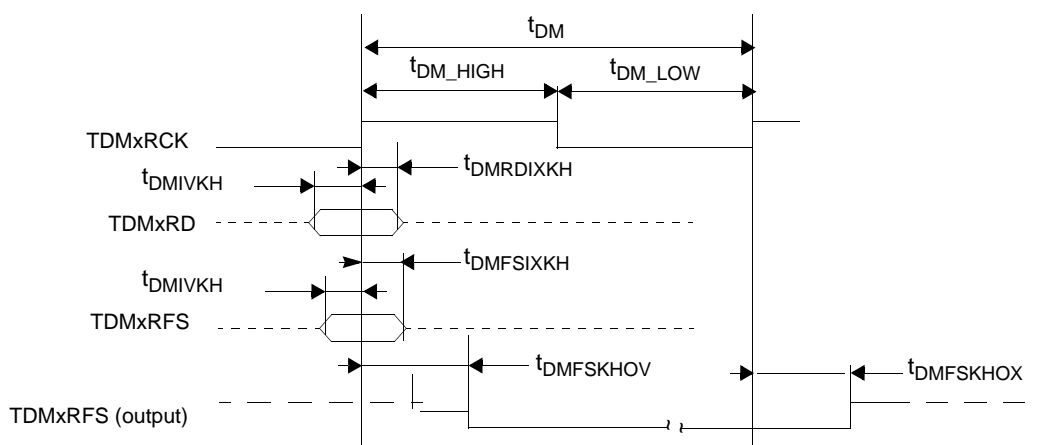 tDM
tDM_HIGH
tDM_LOW
TDMxRCK
tDMRDIXKH
tDMIVKH
TDMxRD
tDMFSIXKH
tDMIVKH
TDMxRFS
tDMFSKHOV
tDMFSKHOX
TDMxRFS (output)